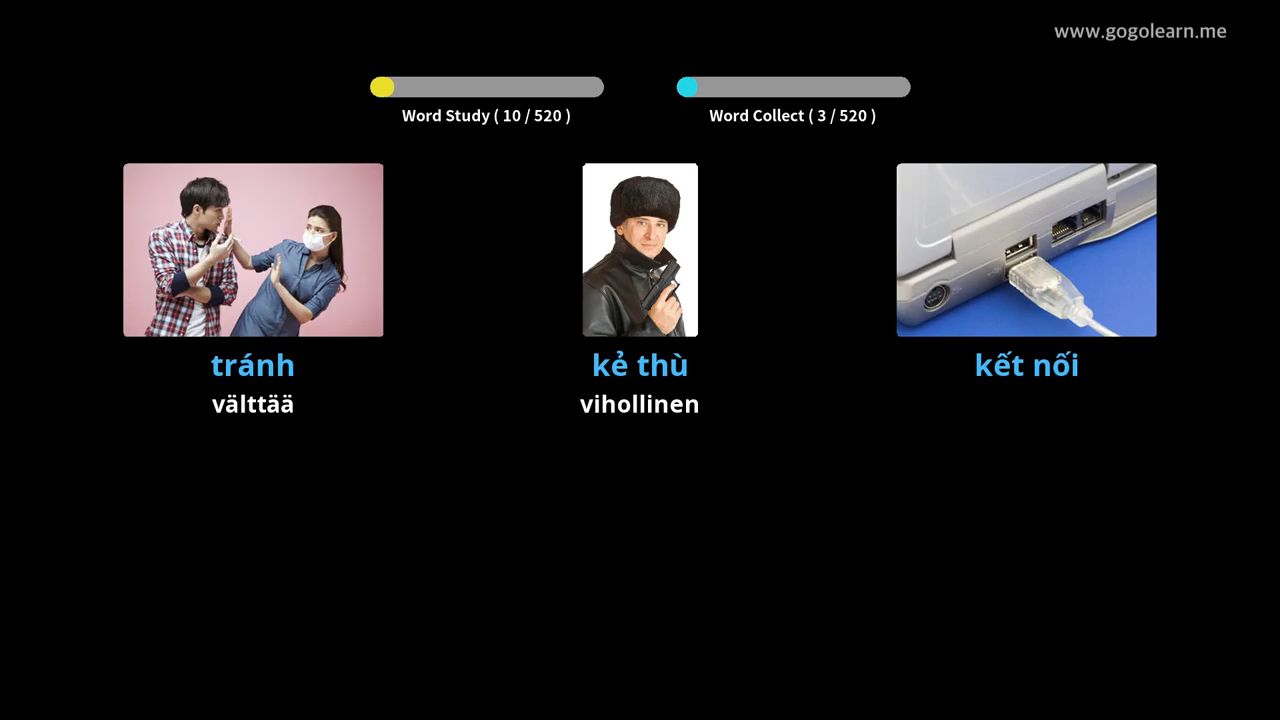 www.gogolearn.me
Word Study ( 10 / 520 )
Word Collect ( 3 / 520 )
tránh
välttää
kẻ thù
vihollinen
kết nối